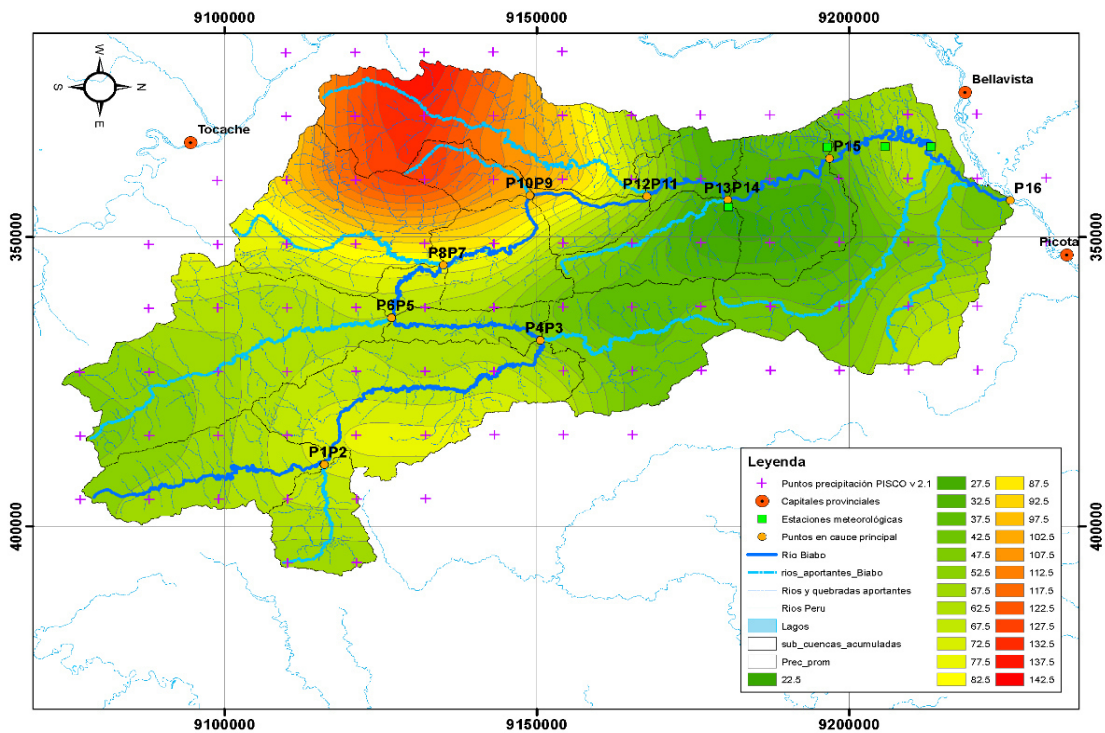 9100000
9150000
9200000
W
S
N
E
Tocache
Bellavista
Picota
350000
350000
400000
400000
P10P9
P12P11
P13P14
P15
P16
P8P7
P6P5
P4P3
P1P2
Leyenda
Puntos precipitación PISCO v 2.1
Capitales provinciales
Estaciones meteorológicas
Puntos en cauce principal
Rio Biabo
rios_aportantes_Biabo
Rios y quebradas aportantes
Rios Peru
Lagos
sub_cuencas_acumuladas
Prec_prom
22.5
27.5
32.5
37.5
42.5
47.5
52.5
57.5
62.5
67.5
72.5
77.5
82.5
87.5
92.5
97.5
102.5
107.5
112.5
117.5
122.5
127.5
132.5
137.5
142.5
9100000
9150000
9200000